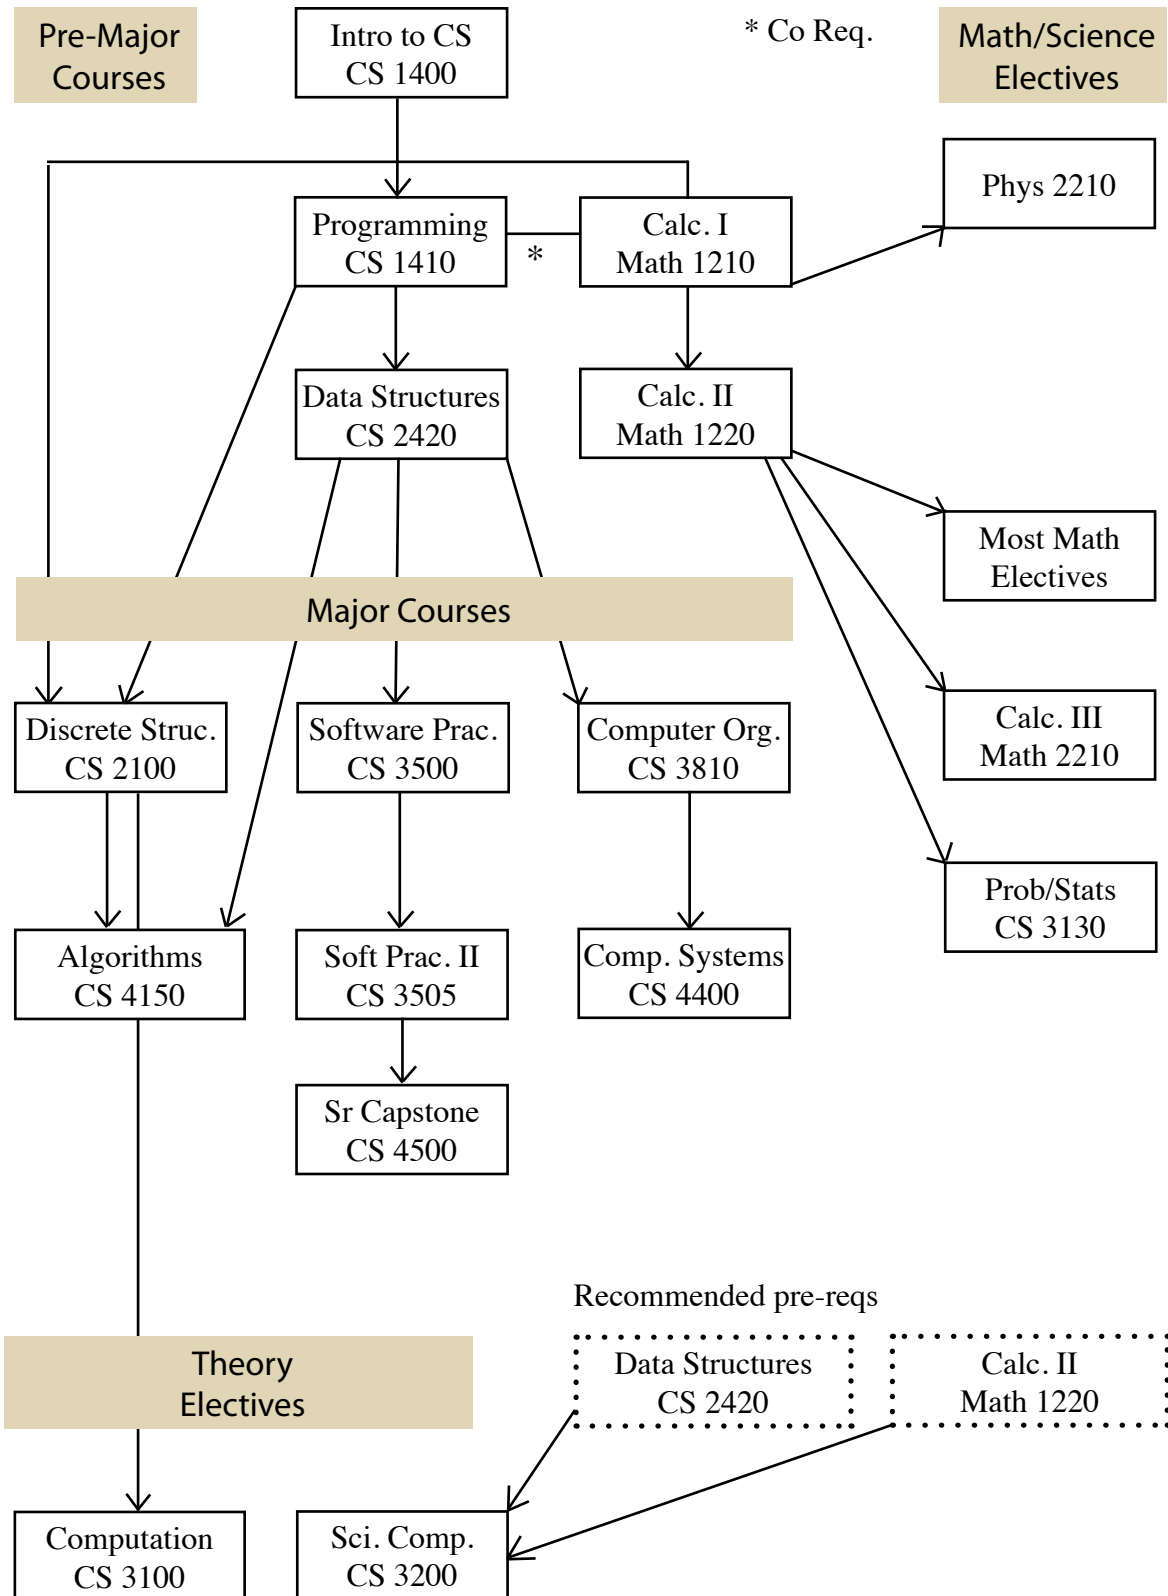 Pre-Major
Courses
Intro to CS
CS 1400
* Co Req.
Math/Science
Electives
Phys 2210
Programming
CS 1410
*
Calc. I
Math 1210
Data Structures
CS 2420
Calc. II
Math 1220
Most Math
Electives
Major Courses
Discrete Struc.
CS 2100
Software Prac.
CS 3500
Computer Org.
CS 3810
Calc. III
Math 2210
Prob/Stats
CS 3130
Algorithms
CS 4150
Soft Prac. II
CS 3505
Comp. Systems
CS 4400
Sr Capstone
CS 4500
Recommended pre-reqs
Theory
Electives
Data Structures
CS 2420
Calc. II
Math 1220
Computation
CS 3100
Sci. Comp.
CS 3200